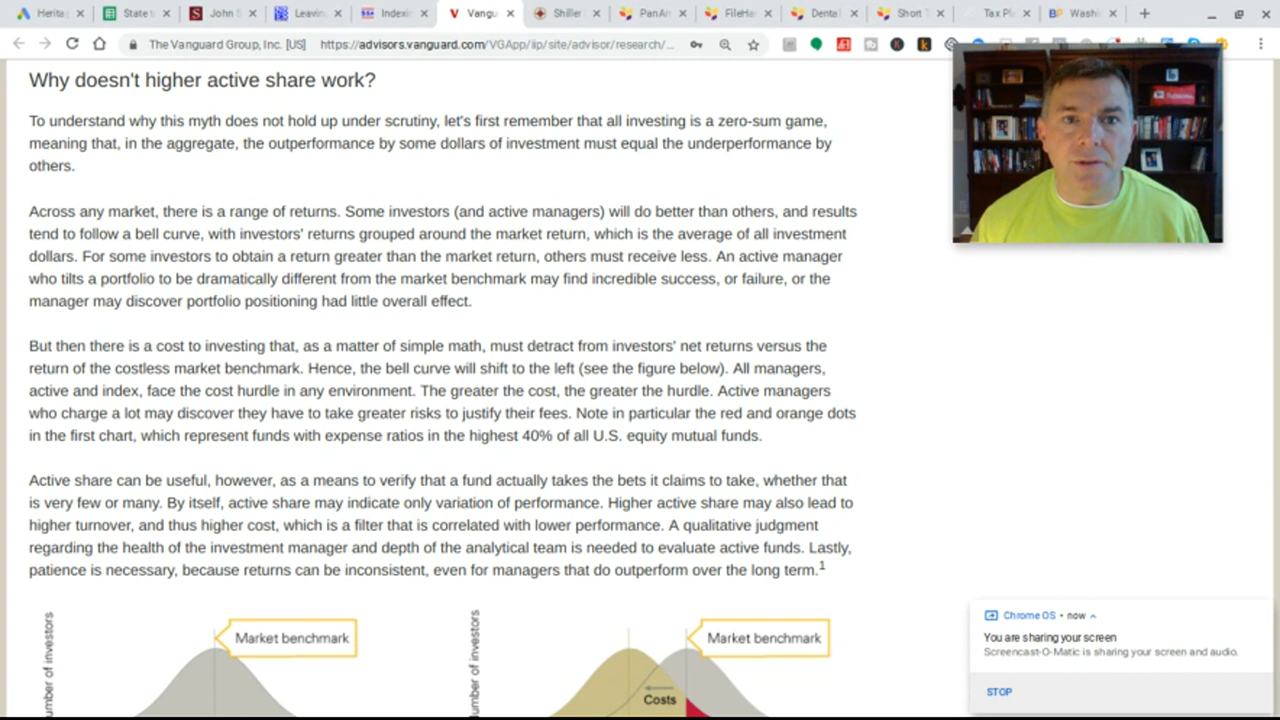 Herita
State t
John S
Leavin
Indexin
Vangu
Shiller
PanAn
FileHa
Denta
Short T
Tax Pl
Washi
The Vanguard Group, Inc. [US]
https://advisors.vanguard.com/VGApp/iip/site/advisor/research/...
Why doesn't higher active share work?
To understand why this myth does not hold up under scrutiny, let's first remember that all investing is a zero-sum game,
meaning that, in the aggregate, the outperformance by some dollars of investment must equal the underperformance by
others.
Across any market, there is a range of returns. Some investors (and active managers) will do better than others, and results
tend to follow a bell curve, with investors' returns grouped around the market return, which is the average of all investment
dollars. For some investors to obtain a return greater than the market return, others must receive less. An active manager
who tilts a portfolio to be dramatically different from the market benchmark may find incredible success, or failure, or the
manager may discover portfolio positioning had little overall effect.
But then there is a cost to investing that, as a matter of simple math, must detract from investors' net returns versus the
return of the costless market benchmark. Hence, the bell curve will shift to the left (see the figure below). All managers,
active and index, face the cost hurdle in any environment. The greater the cost, the greater the hurdle. Active managers
who charge a lot may discover they have to take greater risks to justify their fees. Note in particular the red and orange dots
in the first chart, which represent funds with expense ratios in the highest 40% of all U.S. equity mutual funds.
Active share can be useful, however, as a means to verify that a fund actually takes the bets it claims to take, whether that
is very few or many. By itself, active share may indicate only variation of performance. Higher active share may also lead to
higher turnover, and thus higher cost, which is a filter that is correlated with lower performance. A qualitative judgment
regarding the health of the investment manager and depth of the analytical team is needed to evaluate active funds. Lastly,
patience is necessary, because returns can be inconsistent, even for managers that do outperform over the long term.1
umber of investors
Market benchmark
umber of investors
Market benchmark
Costs
Chrome OS • now
You are sharing your screen
Screencast-O-Matic is sharing your screen and audio.
STOP